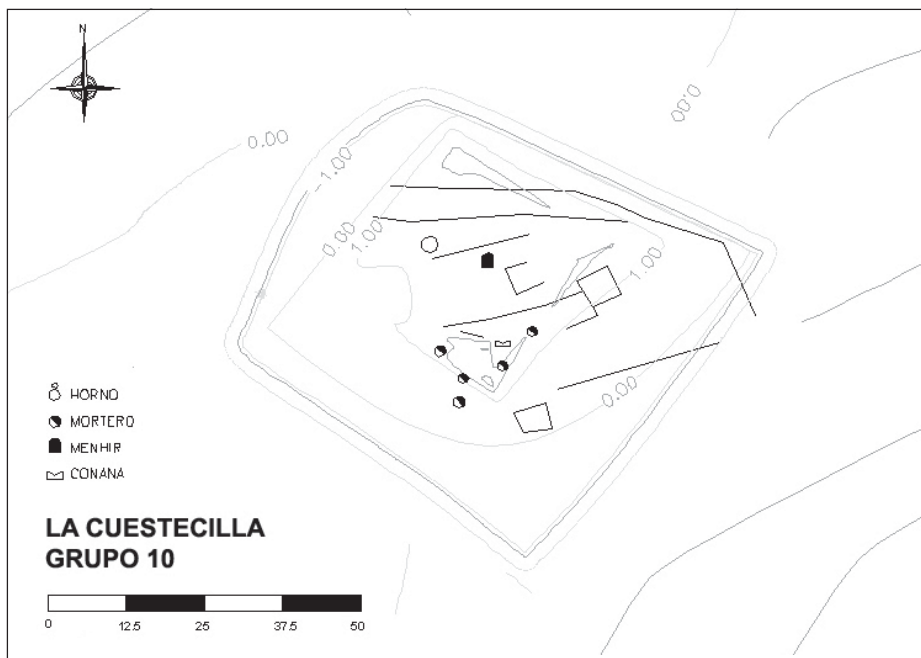 N
0.00
0.00
-1.00
0.00
1.00
1.00
0.00
HORNO
MORTERO
MENHIR
CONANA
LA CUESTECILLA
GRUPO 10
0 12.5 25 37.5 50